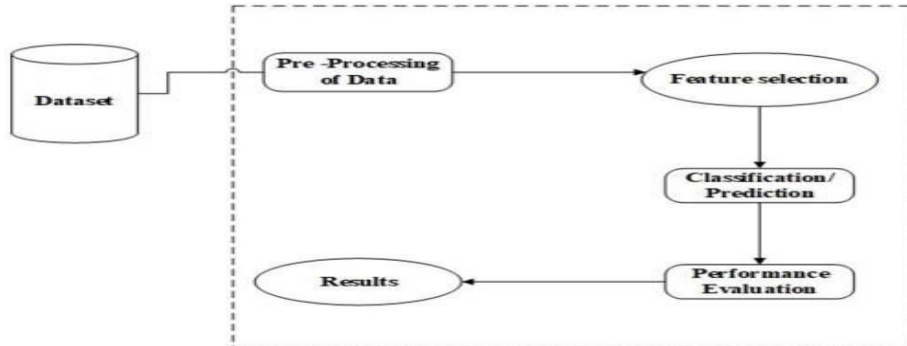 Dataset
Pre -Processing
of Data
Feature selection
Classification/
Prediction
Performance
Evaluation
Results